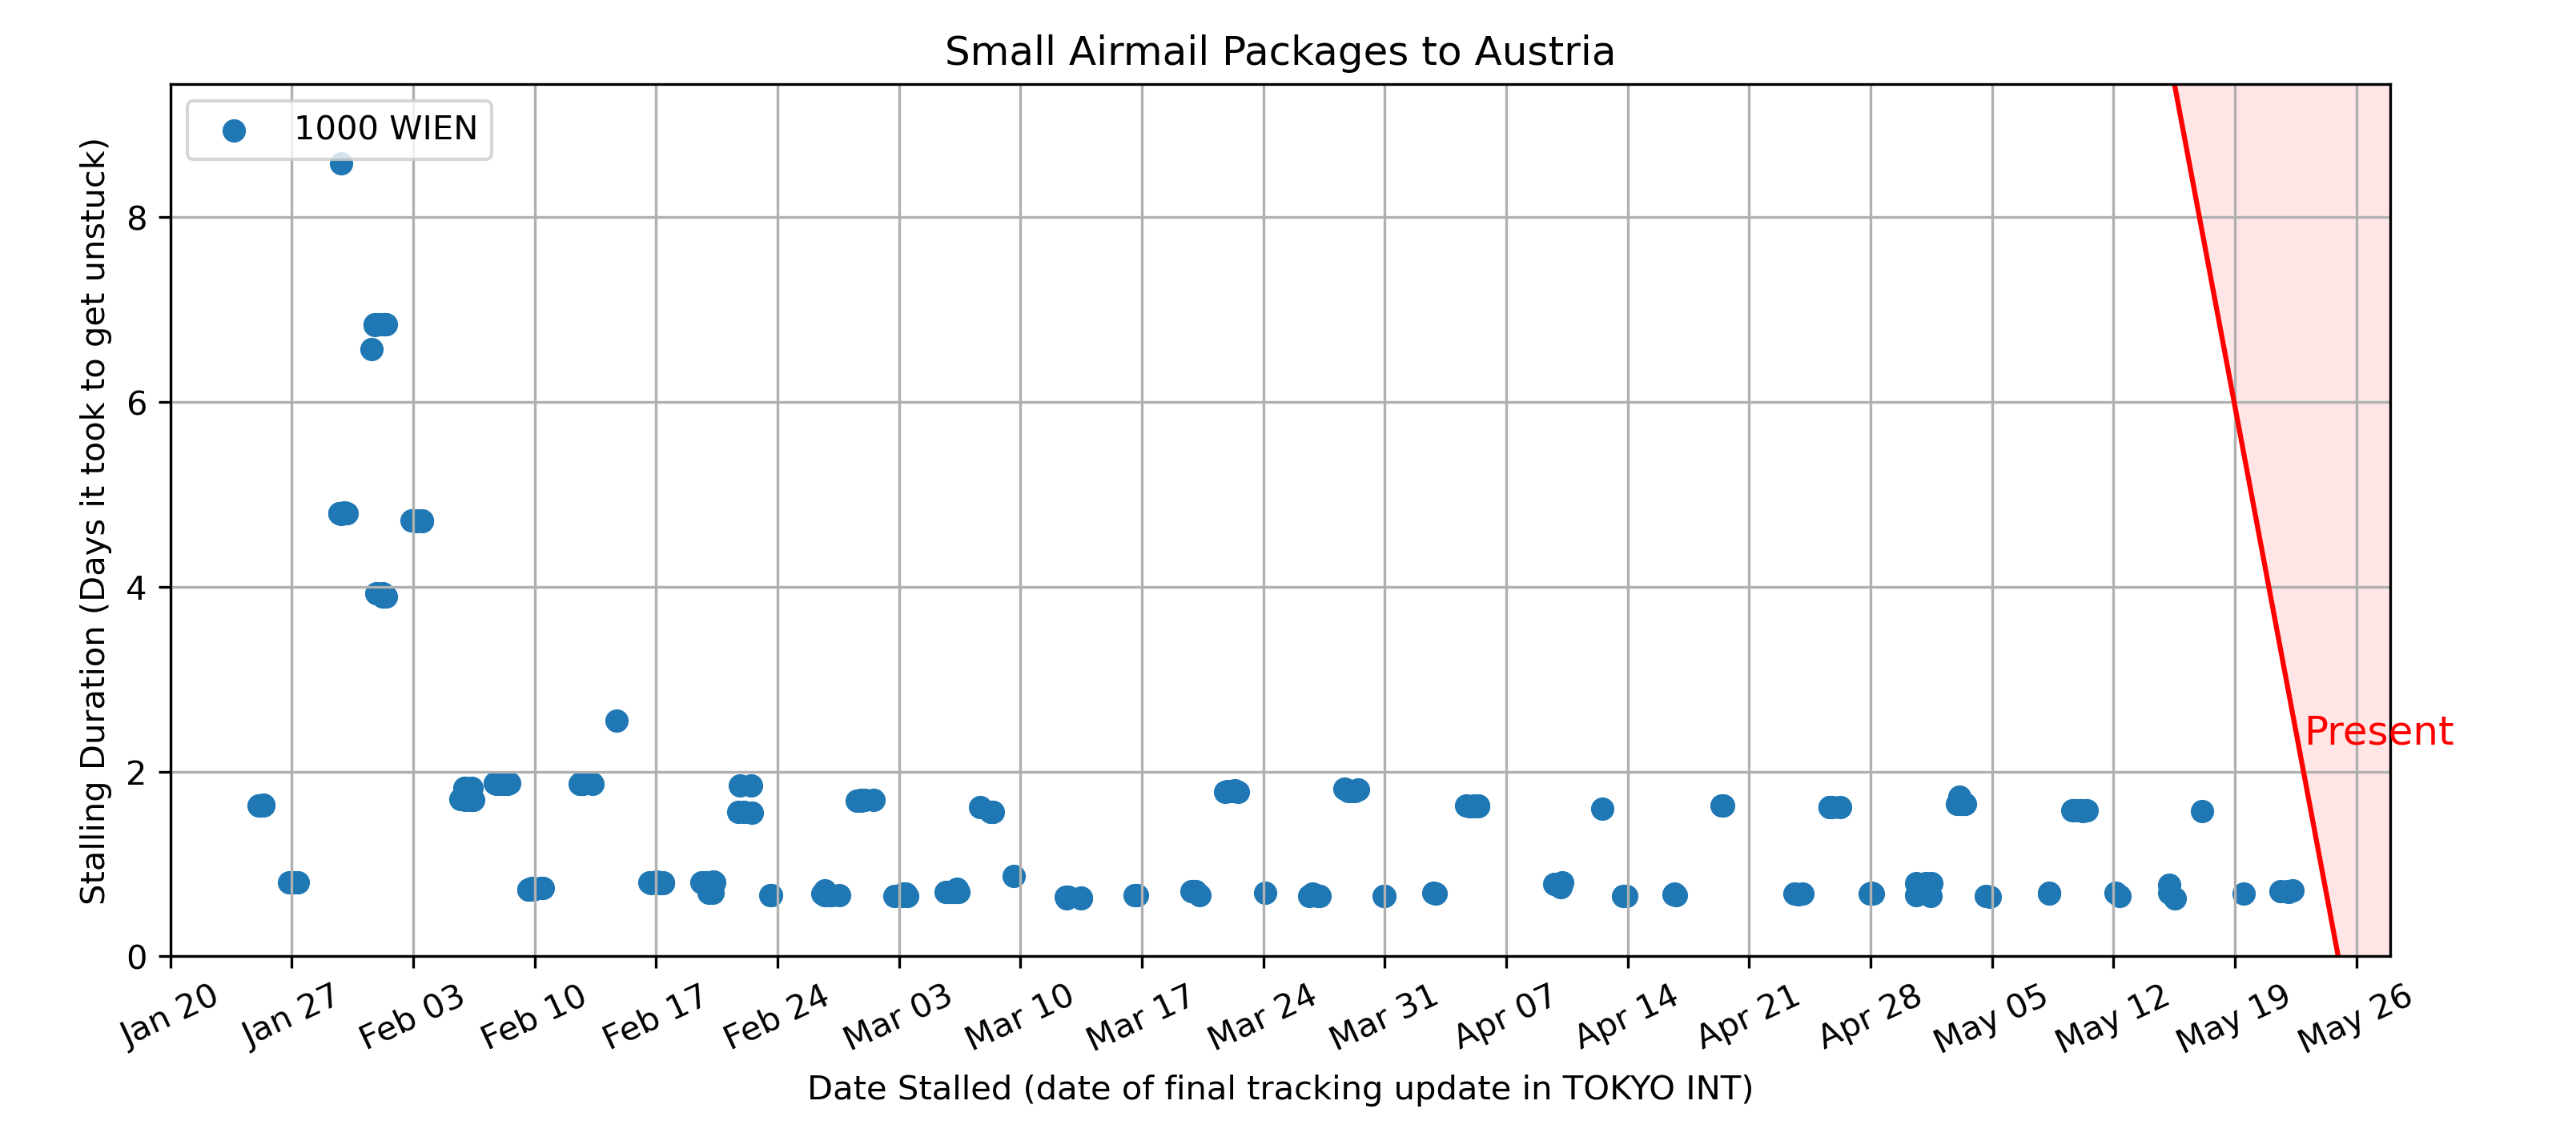 Small Airmail Packages to Austria
1000 WIEN
Stalling Duration (Days it took to get unstuck)
8
6
4
2
0
Present
Jan 20
Jan 27
Feb 03
Feb 10
Feb 17
Feb 24
Mar 03
Mar 10
Mar 17
Mar 24
Mar 31
Apr 07
Apr 14
Apr 21
Apr 28
May 05
May 12
May 19
May 26
Date Stalled (date of final tracking update in TOKYO INT)